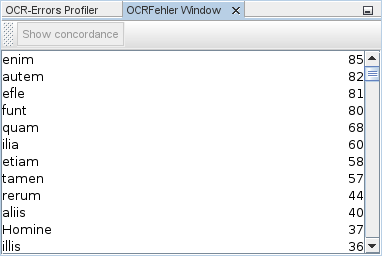 OCR-Errors Profiler OCRFehler Window
Show concordance
enim 85
autem 82
efle 81
funt 80
quam 68
ilia 60
etiam 58
tamen 57
rerum 44
aliis 40
Homine 37
illis 36